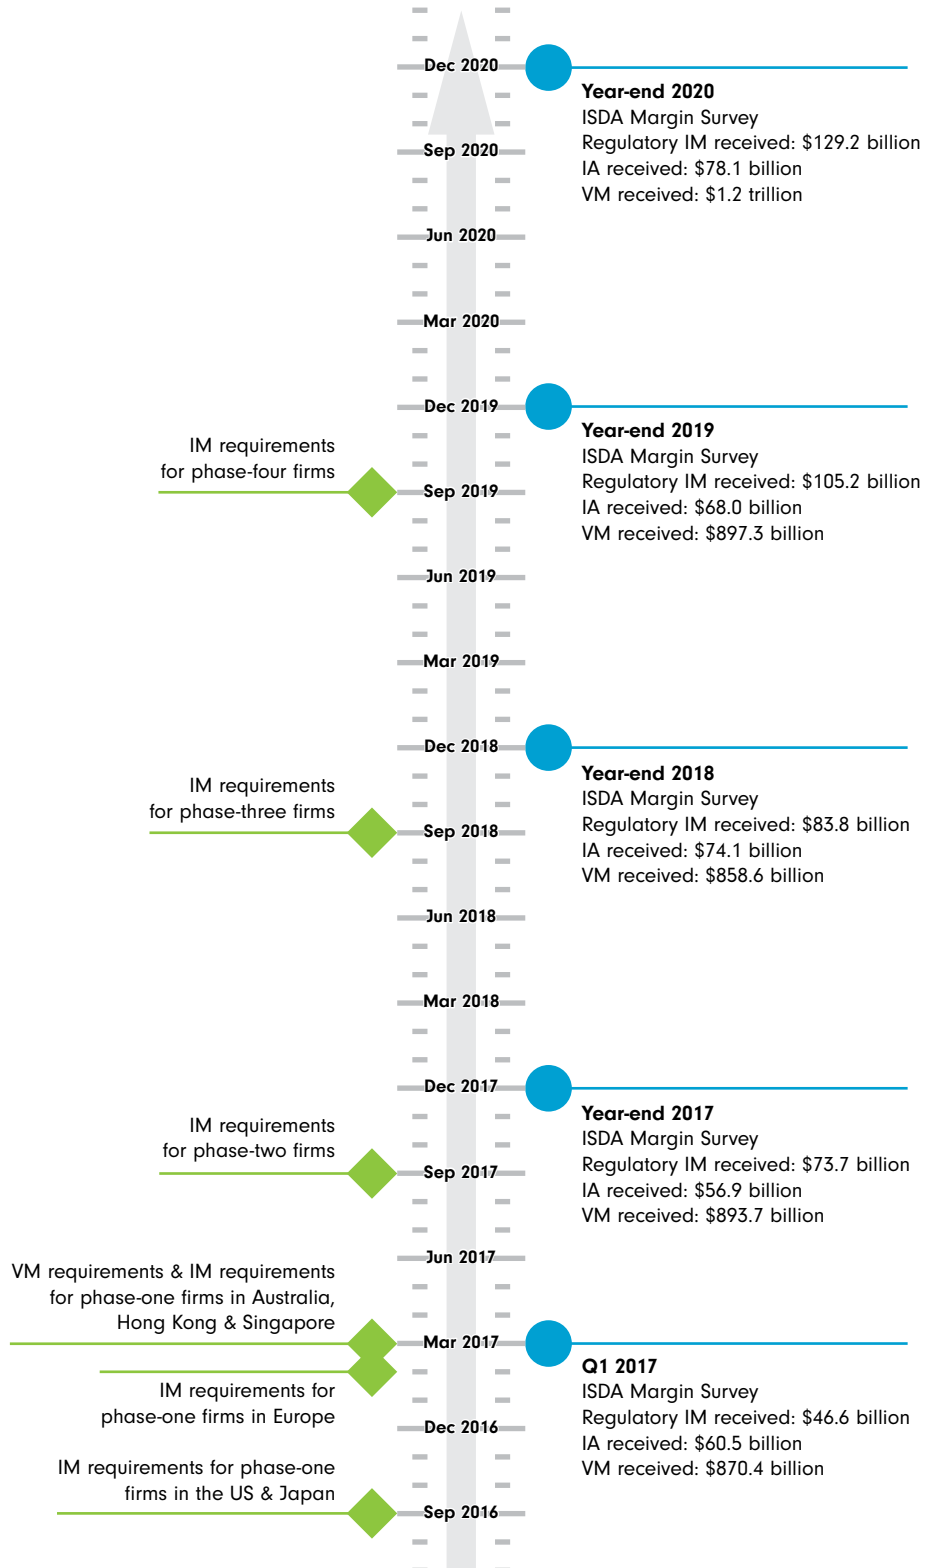 Dec 2020
Year-end 2020
ISDA Margin Survey
Regulatory IM received: $129.2 billion
IA received: $78.1 billion
VM received: $1.2 trillion
Sep 2020
Jun 2020
Mar 2020
Dec 2019
Year-end 2019
ISDA Margin Survey
Regulatory IM received: $105.2 billion
IA received: $68.0 billion
VM received: $897.3 billion
IM requirements
for phase-four firms
Sep 2019
Jun 2019
Mar 2019
Dec 2018
Year-end 2018
ISDA Margin Survey
Regulatory IM received: $83.8 billion
IA received: $74.1 billion
VM received: $858.6 billion
IM requirements
for phase-three firms
Sep 2018
Jun 2018
Mar 2018
Dec 2017
Year-end 2017
ISDA Margin Survey
Regulatory IM received: $73.7 billion
IA received: $56.9 billion
VM received: $893.7 billion
IM requirements
for phase-two firms
Sep 2017
Jun 2017
VM requirements & IM requirements
for phase-one firms in Australia,
Hong Kong & Singapore
Mar 2017
Q1 2017
ISDA Margin Survey
Regulatory IM received: $46.6 billion
IA received: $60.5 billion
VM received: $870.4 billion
IM requirements for
phase-one firms in Europe
Dec 2016
IM requirements for phase-one
firms in the US & Japan
Sep 2016